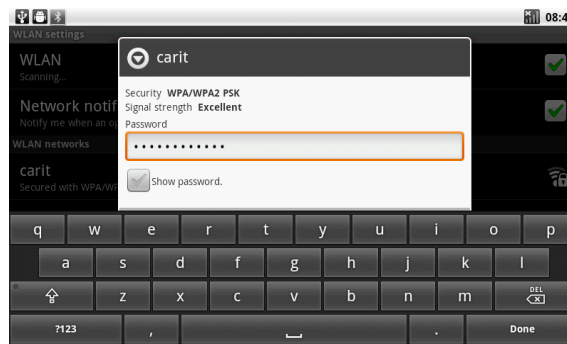 08:4
WLAN settings
WLAN
Scanning...
Network notif
Notify me when an op
WLAN networks
carit
Secured with WPA/WP
carit
Security WPA/WPA2 PSK
Signal strength Excellent
Password
••••••••••••
Show password.
q w e r t y u i o p
a s d f g h j k l
z x c v b n m DEL
?123 , . Done